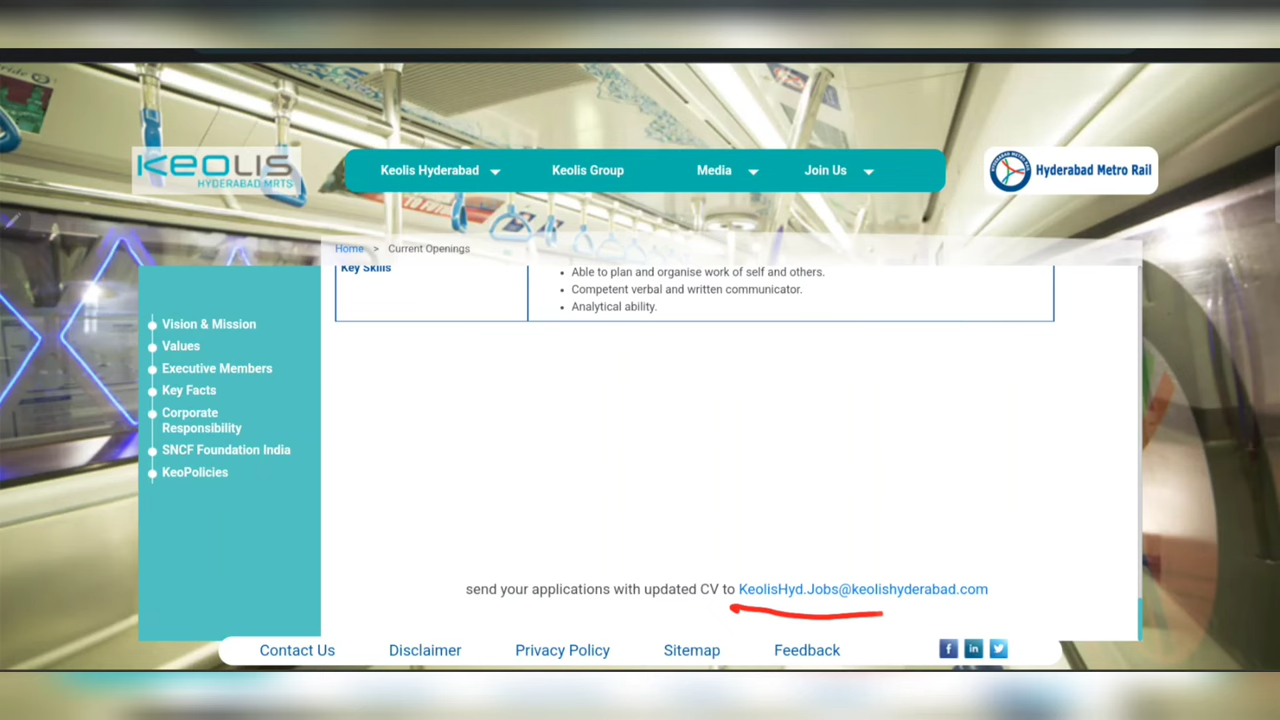 KEOLIS
HYDERABAD MRTS
Keolis Hyderabad
Keolis Group
Media
Join Us
Hyderabad Metro Rail
Home > Current Openings
Key Skills
• Able to plan and organise work of self and others.
• Competent verbal and written communicator.
• Analytical ability.
Vision & Mission
Values
Executive Members
Key Facts
Corporate
Responsibility
SNCF Foundation India
KeoPolicies
send your applications with updated CV to KeolisHyd.Jobs@keolishyderabad.com
Contact Us
Disclaimer
Privacy Policy
Sitemap
Feedback